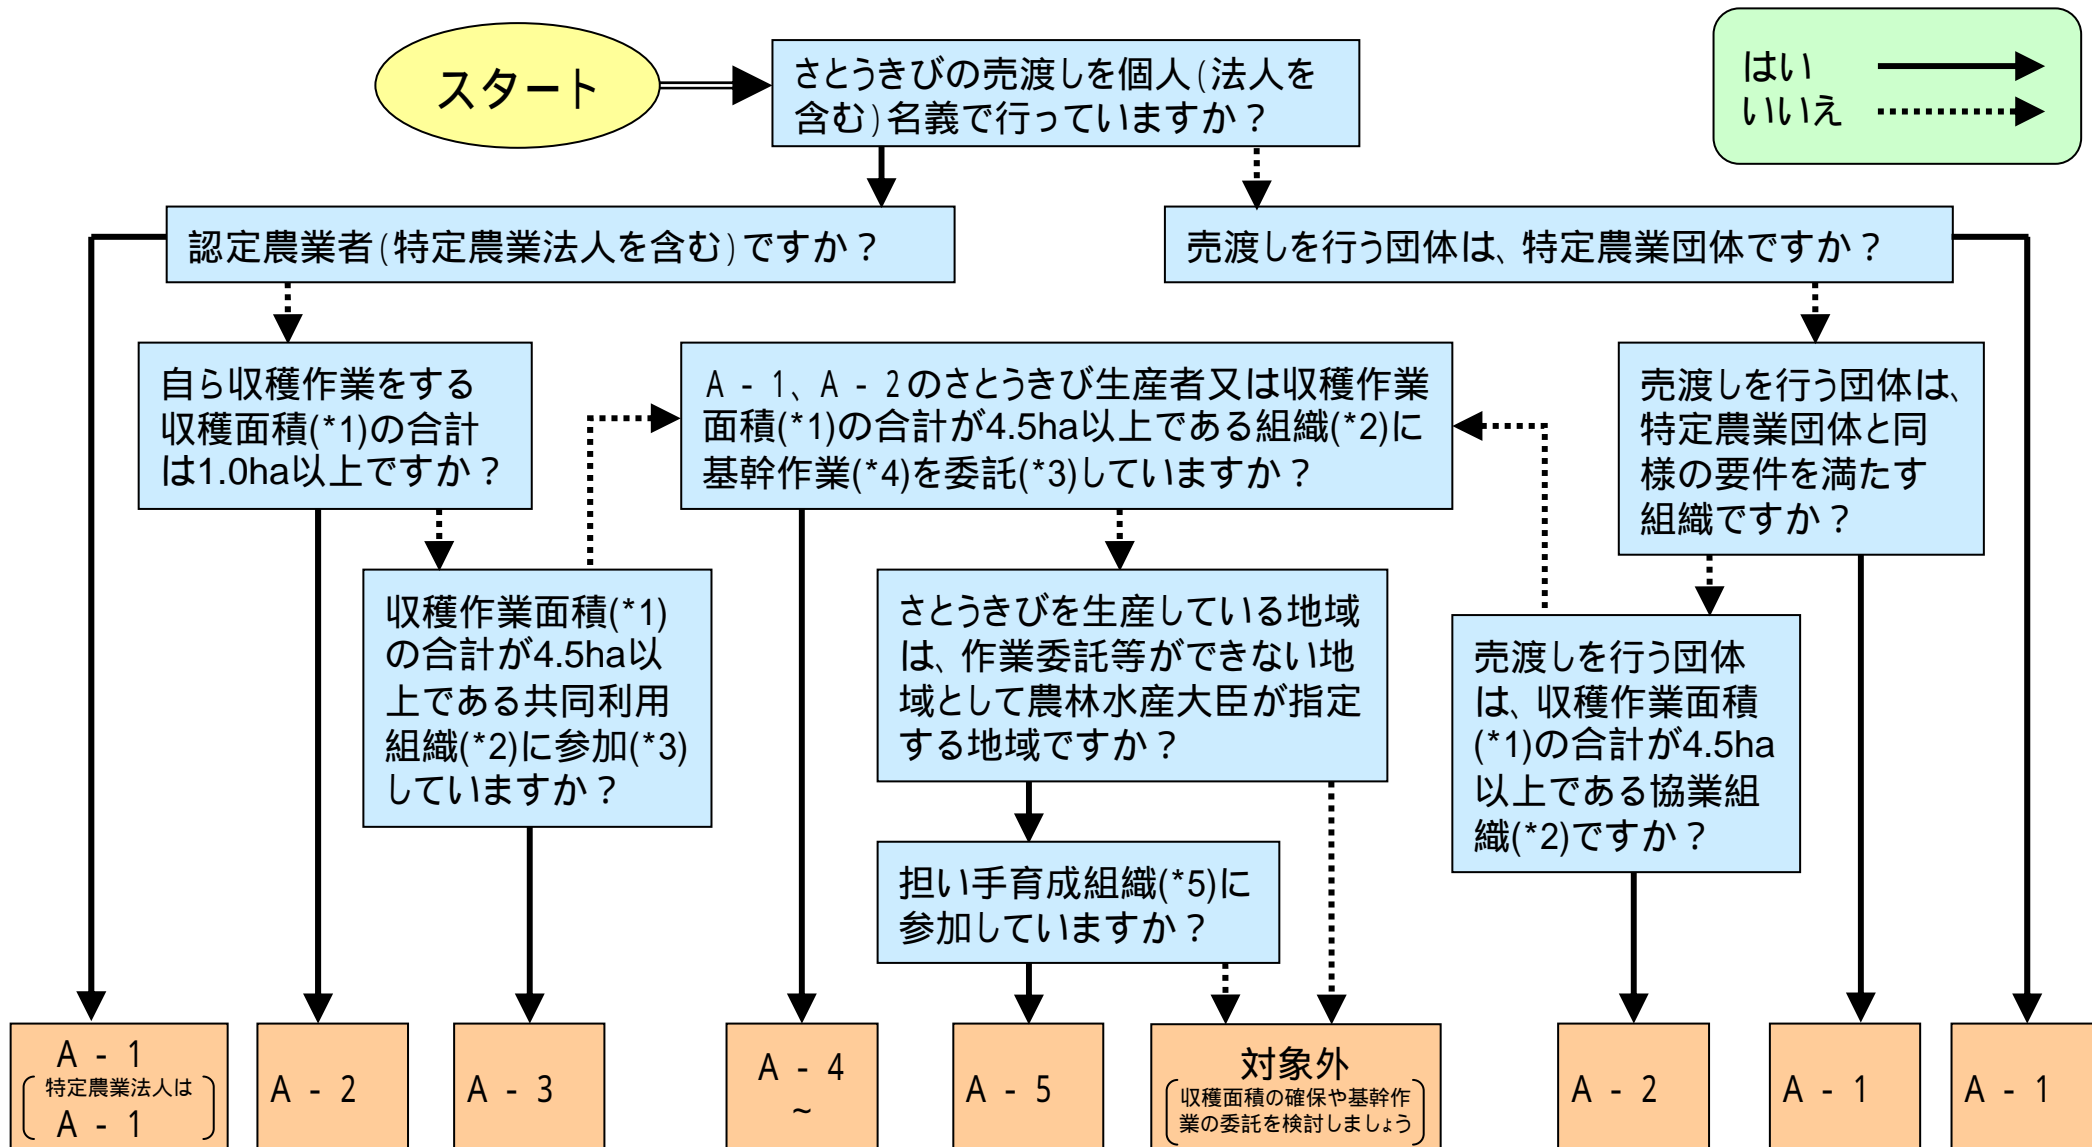 スタート
さとうきびの売渡しを個人(法人を
含む)名義で行っていますか？
はい
いいえ
認定農業者(特定農業法人を含む)ですか？
売渡しを行う団体は、特定農業団体ですか？
自ら収穫作業をする
収穫面積(*1)の合計
は1.0ha以上ですか？
A - 1、A - 2のさとうきび生産者又は収穫作業
面積(*1)の合計が4.5ha以上である組織(*2)に
基幹作業(*4)を委託(*3)していますか？
売渡しを行う団体は、
特定農業団体と同
様の要件を満たす
組織ですか？
収穫作業面積(*1)
の合計が4.5ha以
上である共同利用
組織(*2)に参加(*3)
していますか？
さとうきびを生産している地域
は、作業委託等ができない地
域として農林水産大臣が指定
する地域ですか？
売渡しを行う団体
は、収穫作業面積
(*1)の合計が4.5ha
以上である協業組
織(*2)ですか？
担い手育成組織(*5)に
参加していますか？
A - 1
特定農業法人は
A - 1
A - 2
A - 3
A - 4
~
A - 5
対象外
収穫面積の確保や基幹作
業の委託を検討しましょう
A - 2
A - 1
A - 1